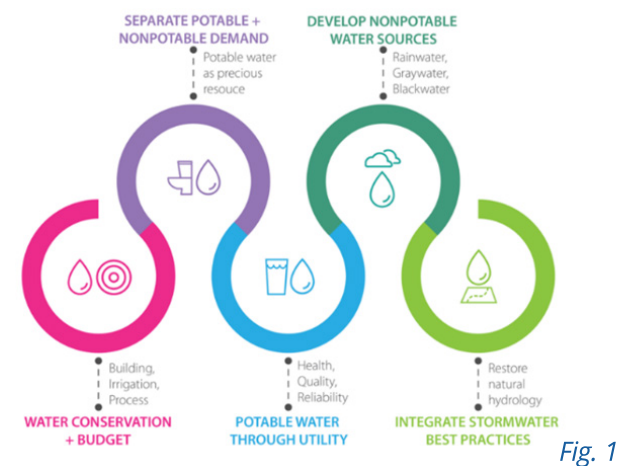 SEPARATE POTABLE +
NONPOTABLE DEMAND
Potable water
as precious
resouce
DEVELOP NONPOTABLE
WATER SOURCES
Rainwater,
Graywater,
Blackwater
Building,
Irrigation,
Process
WATER CONSERVATION
+ BUDGET
Health,
Quality,
Reliability
POTABLE WATER
THROUGH UTILITY
Restore
natural
hydrology
INTEGRATE STORMWATER
BEST PRACTICES
Fig. 1